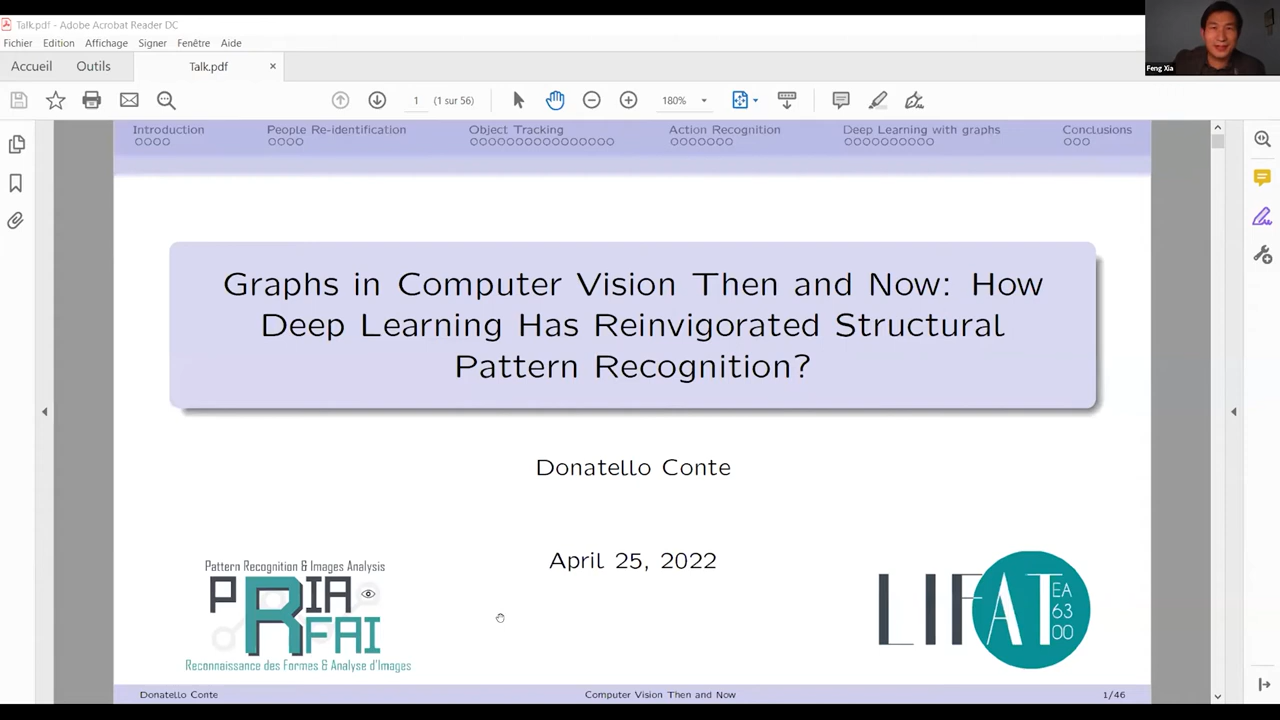 Talk.pdf - Adobe Acrobat Reader DC
Fichier Edition Affichage Signer Fenêtre Aide
Accueil Outils Talk.pdf ×
1 (1 sur 56) 180%
Feng Xia
Introduction People Re-identification Object Tracking Action Recognition Deep Learning with graphs Conclusions
Graphs in Computer Vision Then and Now: How
Deep Learning Has Reinvigorated Structural
Pattern Recognition?
Donatello Conte
April 25, 2022
Pattern Recognition & Images Analysis
PRIA
RFAI
Reconnaissance des Formes & Analyse d'Images
LIFAT
EA
63
00
Donatello Conte Computer Vision Then and Now 1/46